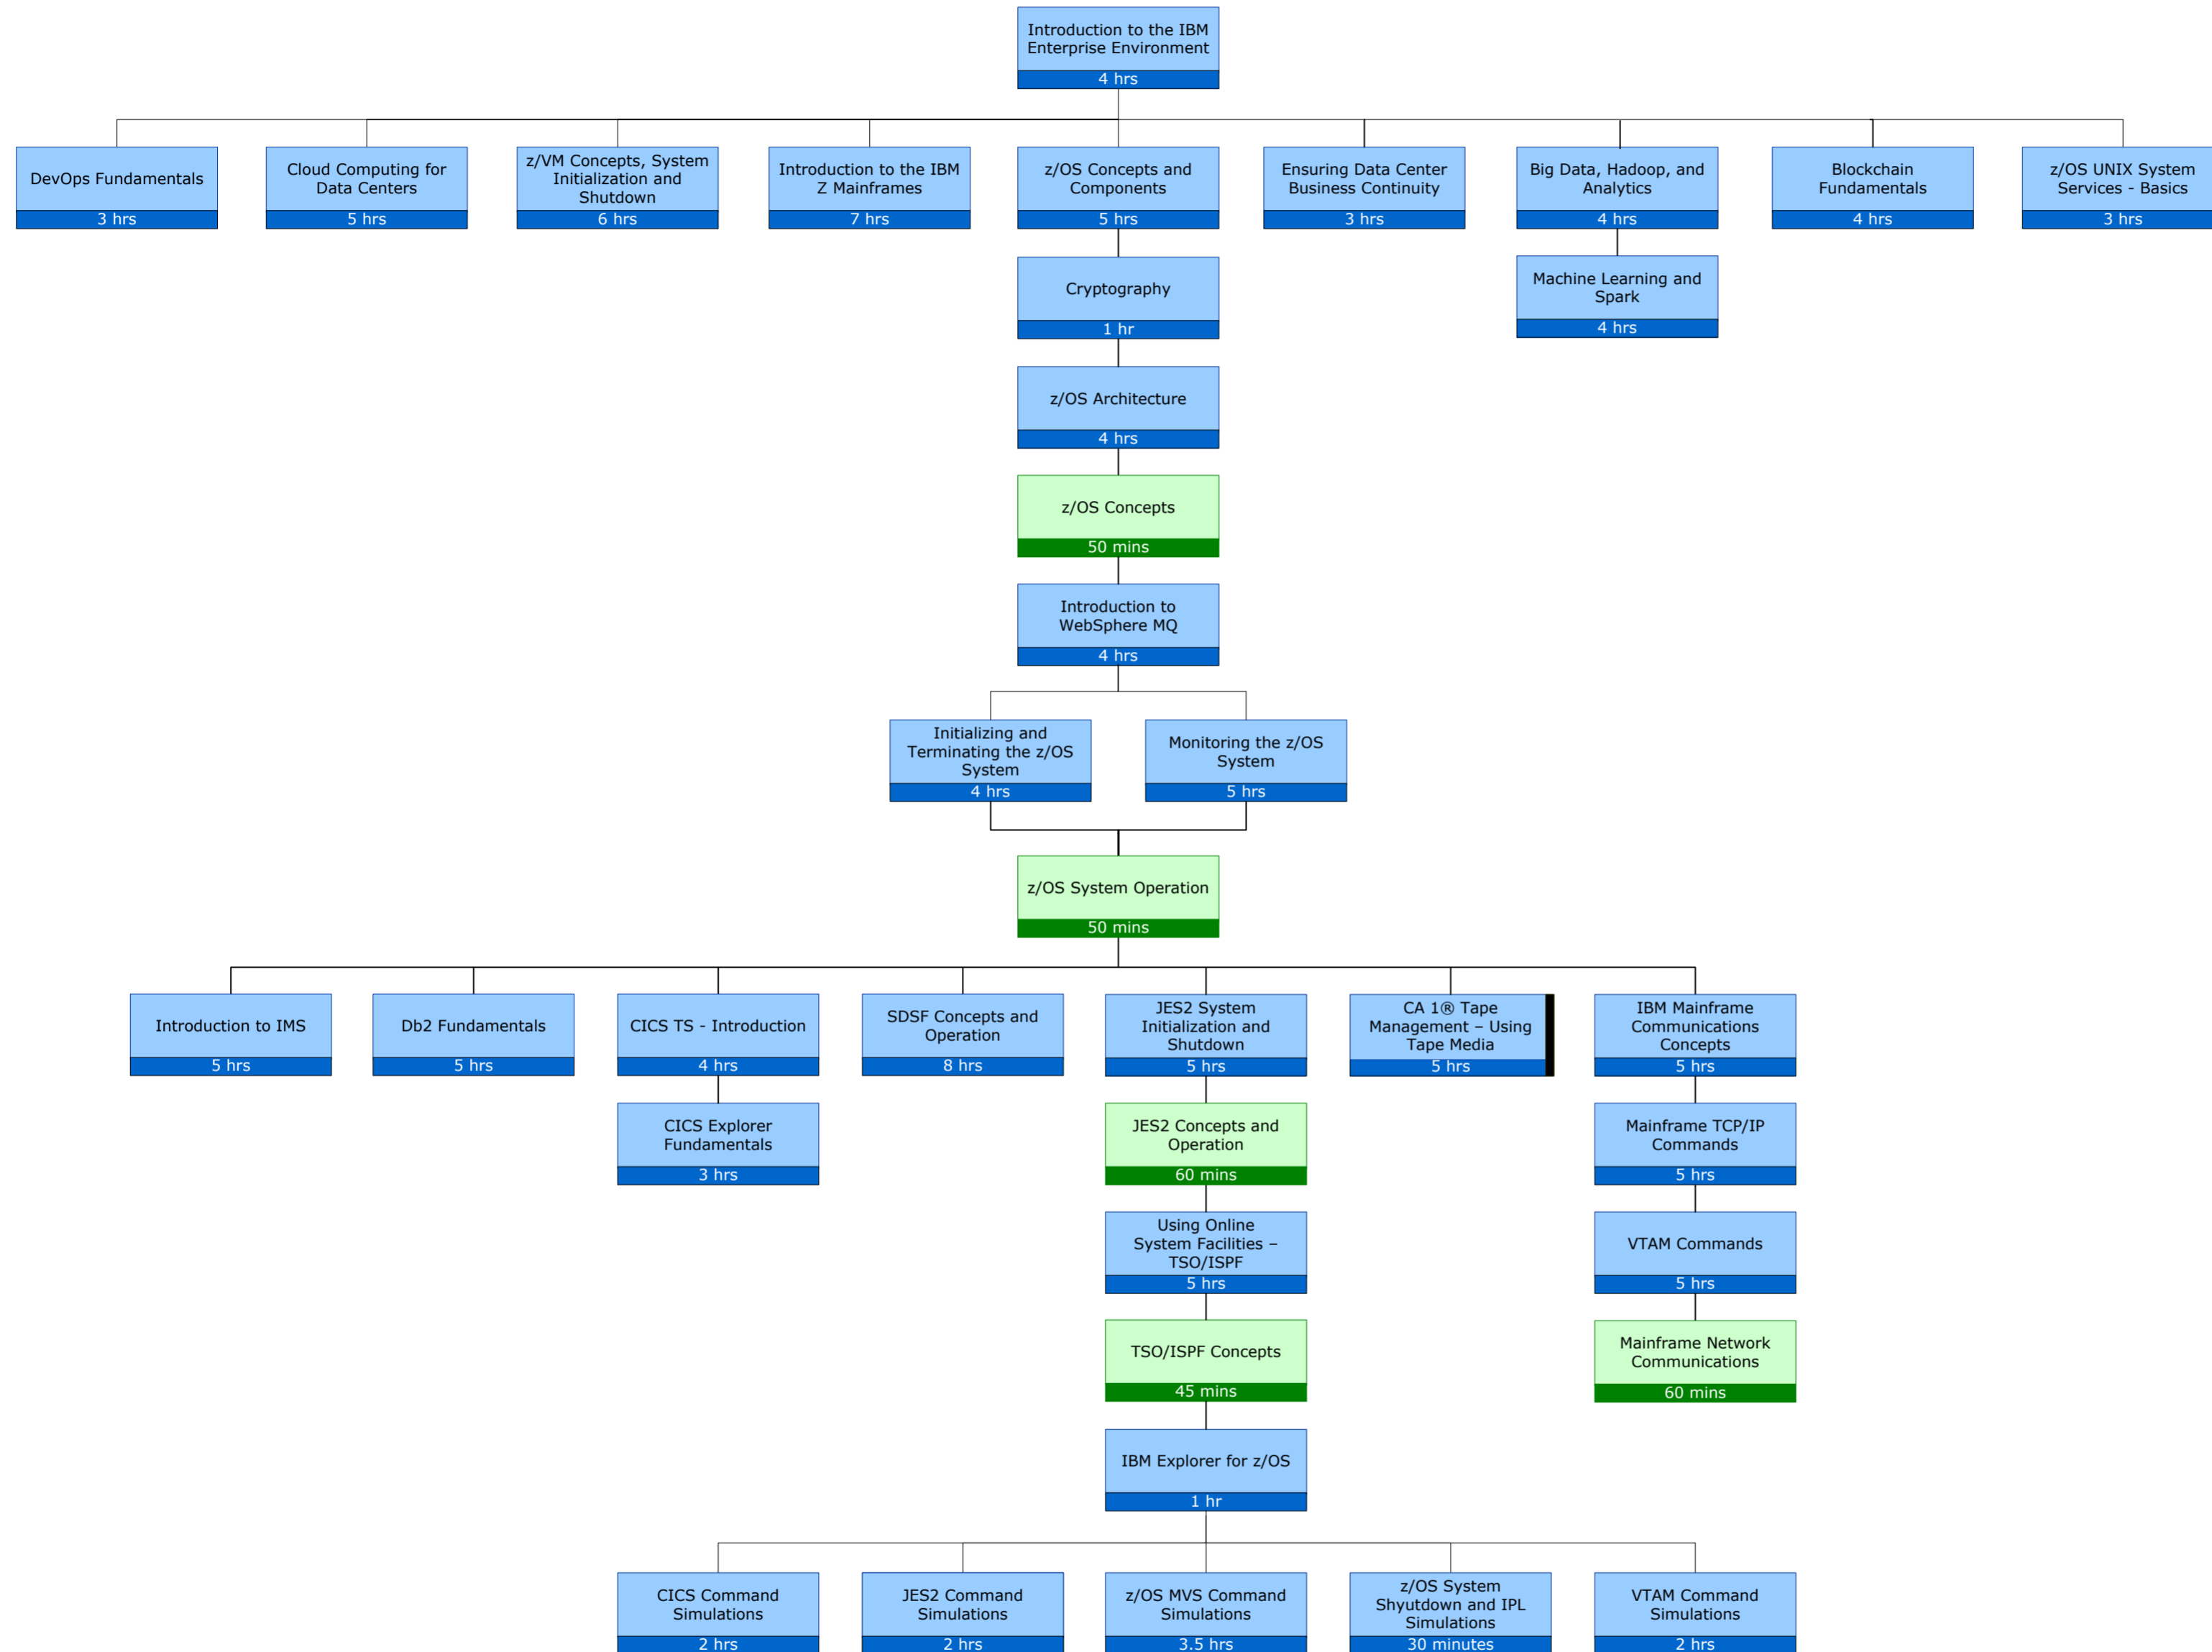 Introduction to the IBM
Enterprise Environment
4 hrs
DevOps Fundamentals
3 hrs
Cloud Computing for
Data Centers
5 hrs
z/VM Concepts, System
Initialization and
Shutdown
6 hrs
Introduction to the IBM
Z Mainframes
7 hrs
z/OS Concepts and
Components
5 hrs
Ensuring Data Center
Business Continuity
3 hrs
Big Data, Hadoop, and
Analytics
4 hrs
Blockchain
Fundamentals
4 hrs
z/OS UNIX System
Services - Basics
3 hrs
Cryptography
1 hr
Machine Learning and
Spark
4 hrs
z/OS Architecture
4 hrs
z/OS Concepts
50 mins
Introduction to
WebSphere MQ
4 hrs
Initializing and
Terminating the z/OS
System
4 hrs
Monitoring the z/OS
System
5 hrs
z/OS System Operation
50 mins
Introduction to IMS
5 hrs
Db2 Fundamentals
5 hrs
CICS TS - Introduction
4 hrs
SDSF Concepts and
Operation
8 hrs
JES2 System
Initialization and
Shutdown
5 hrs
CA 1® Tape
Management – Using
Tape Media
5 hrs
IBM Mainframe
Communications
Concepts
5 hrs
CICS Explorer
Fundamentals
3 hrs
JES2 Concepts and
Operation
60 mins
Mainframe TCP/IP
Commands
5 hrs
Using Online
System Facilities –
TSO/ISPF
5 hrs
VTAM Commands
5 hrs
TSO/ISPF Concepts
45 mins
Mainframe Network
Communications
60 mins
IBM Explorer for z/OS
1 hr
CICS Command
Simulations
2 hrs
JES2 Command
Simulations
2 hrs
z/OS MVS Command
Simulations
3.5 hrs
z/OS System
Shyutdown and IPL
Simulations
30 minutes
VTAM Command
Simulations
2 hrs